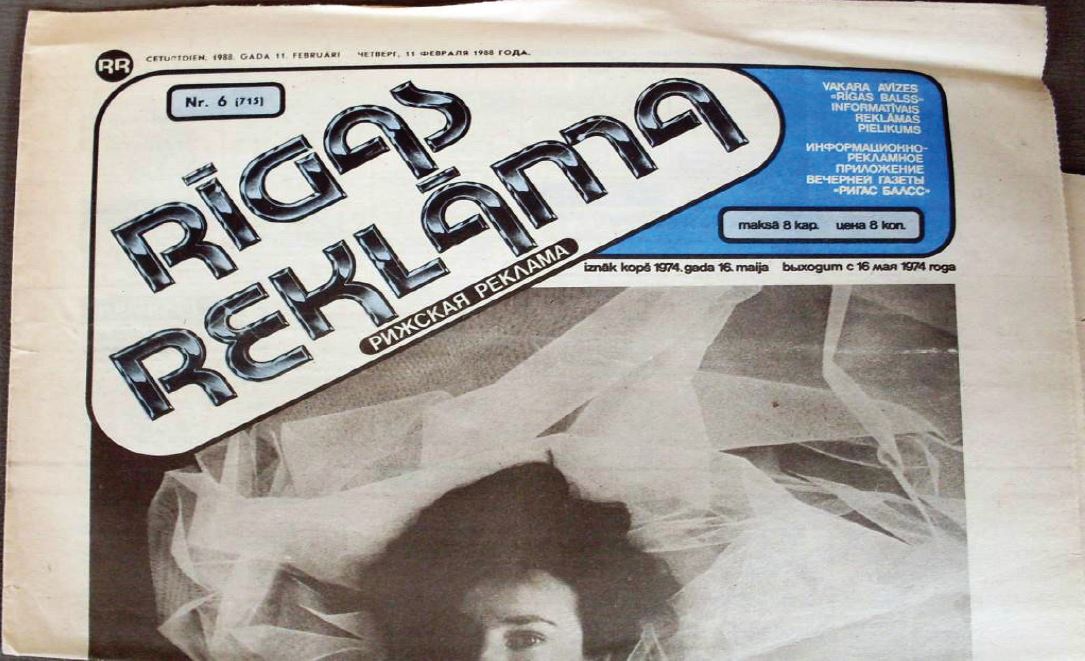 RR
CETURTDIEN, 1988. GADA 11. FEBRUĀRĪ ЧЕТВЕРГ, 11 ФЕВРАЛЯ 1988 ГОДА.
Nr. 6 (715)
RĪGAS
REKLĀMA
РИЖСКАЯ РЕКЛАМА
VAKARA AVĪZES
«RĪGAS BALSS»
INFORMATĪVAIS
REKLĀMAS
PIELIKUMS
ИНФОРМАЦИОННО-
РЕКЛАМНОЕ
ПРИЛОЖЕНИЕ
ВЕЧЕРНЕЙ ГАЗЕТЫ
«РИГАС БАЛСС»
maksā 8 kap. цена 8 коп.
iznāk kopš 1974. gada 16. maija выходит с 16 мая 1974 года